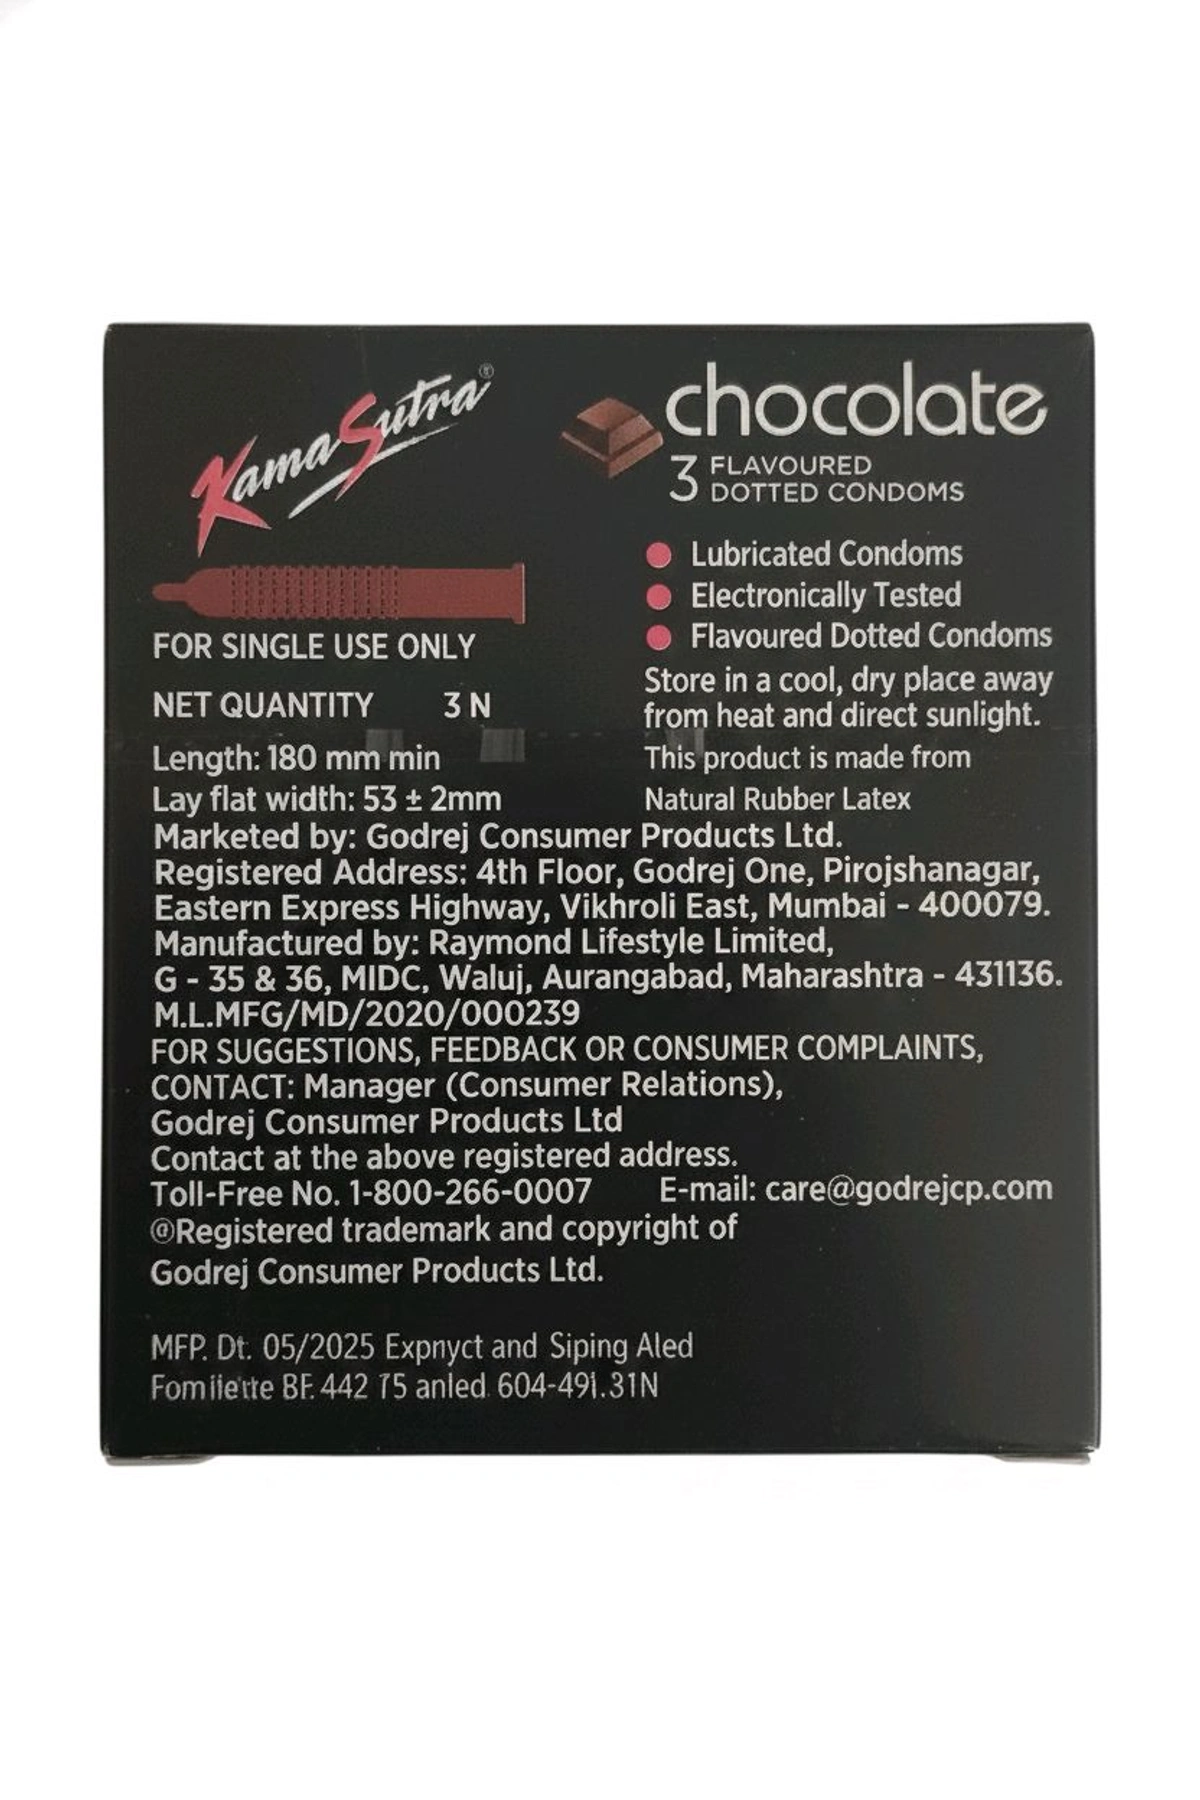 KamaSutra®
chocolate
3 FLAVOURED
DOTTED CONDOMS
Lubricated Condoms
Electronically Tested
Flavoured Dotted Condoms
FOR SINGLE USE ONLY
Store in a cool, dry place away
from heat and direct sunlight.
NET QUANTITY 3 N
Length: 180 mm min
This product is made from
Lay flat width: 53 ± 2mm
Natural Rubber Latex
Marketed by: Godrej Consumer Products Ltd.
Registered Address: 4th Floor, Godrej One, Pirojshanagar,
Eastern Express Highway, Vikhroli East, Mumbai - 400079.
Manufactured by: Raymond Lifestyle Limited,
G - 35 & 36, MIDC, Waluj, Aurangabad, Maharashtra - 431136.
M.L.MFG/MD/2020/000239
FOR SUGGESTIONS, FEEDBACK OR CONSUMER COMPLAINTS,
CONTACT: Manager (Consumer Relations),
Godrej Consumer Products Ltd
Contact at the above registered address.
Toll-Free No. 1-800-266-0007 E-mail: care@godrejcp.com
®Registered trademark and copyright of
Godrej Consumer Products Ltd.
MFP. Dt. 05/2025 Expnyct and Siping Aled
BF. 442 anled 604-491.31N